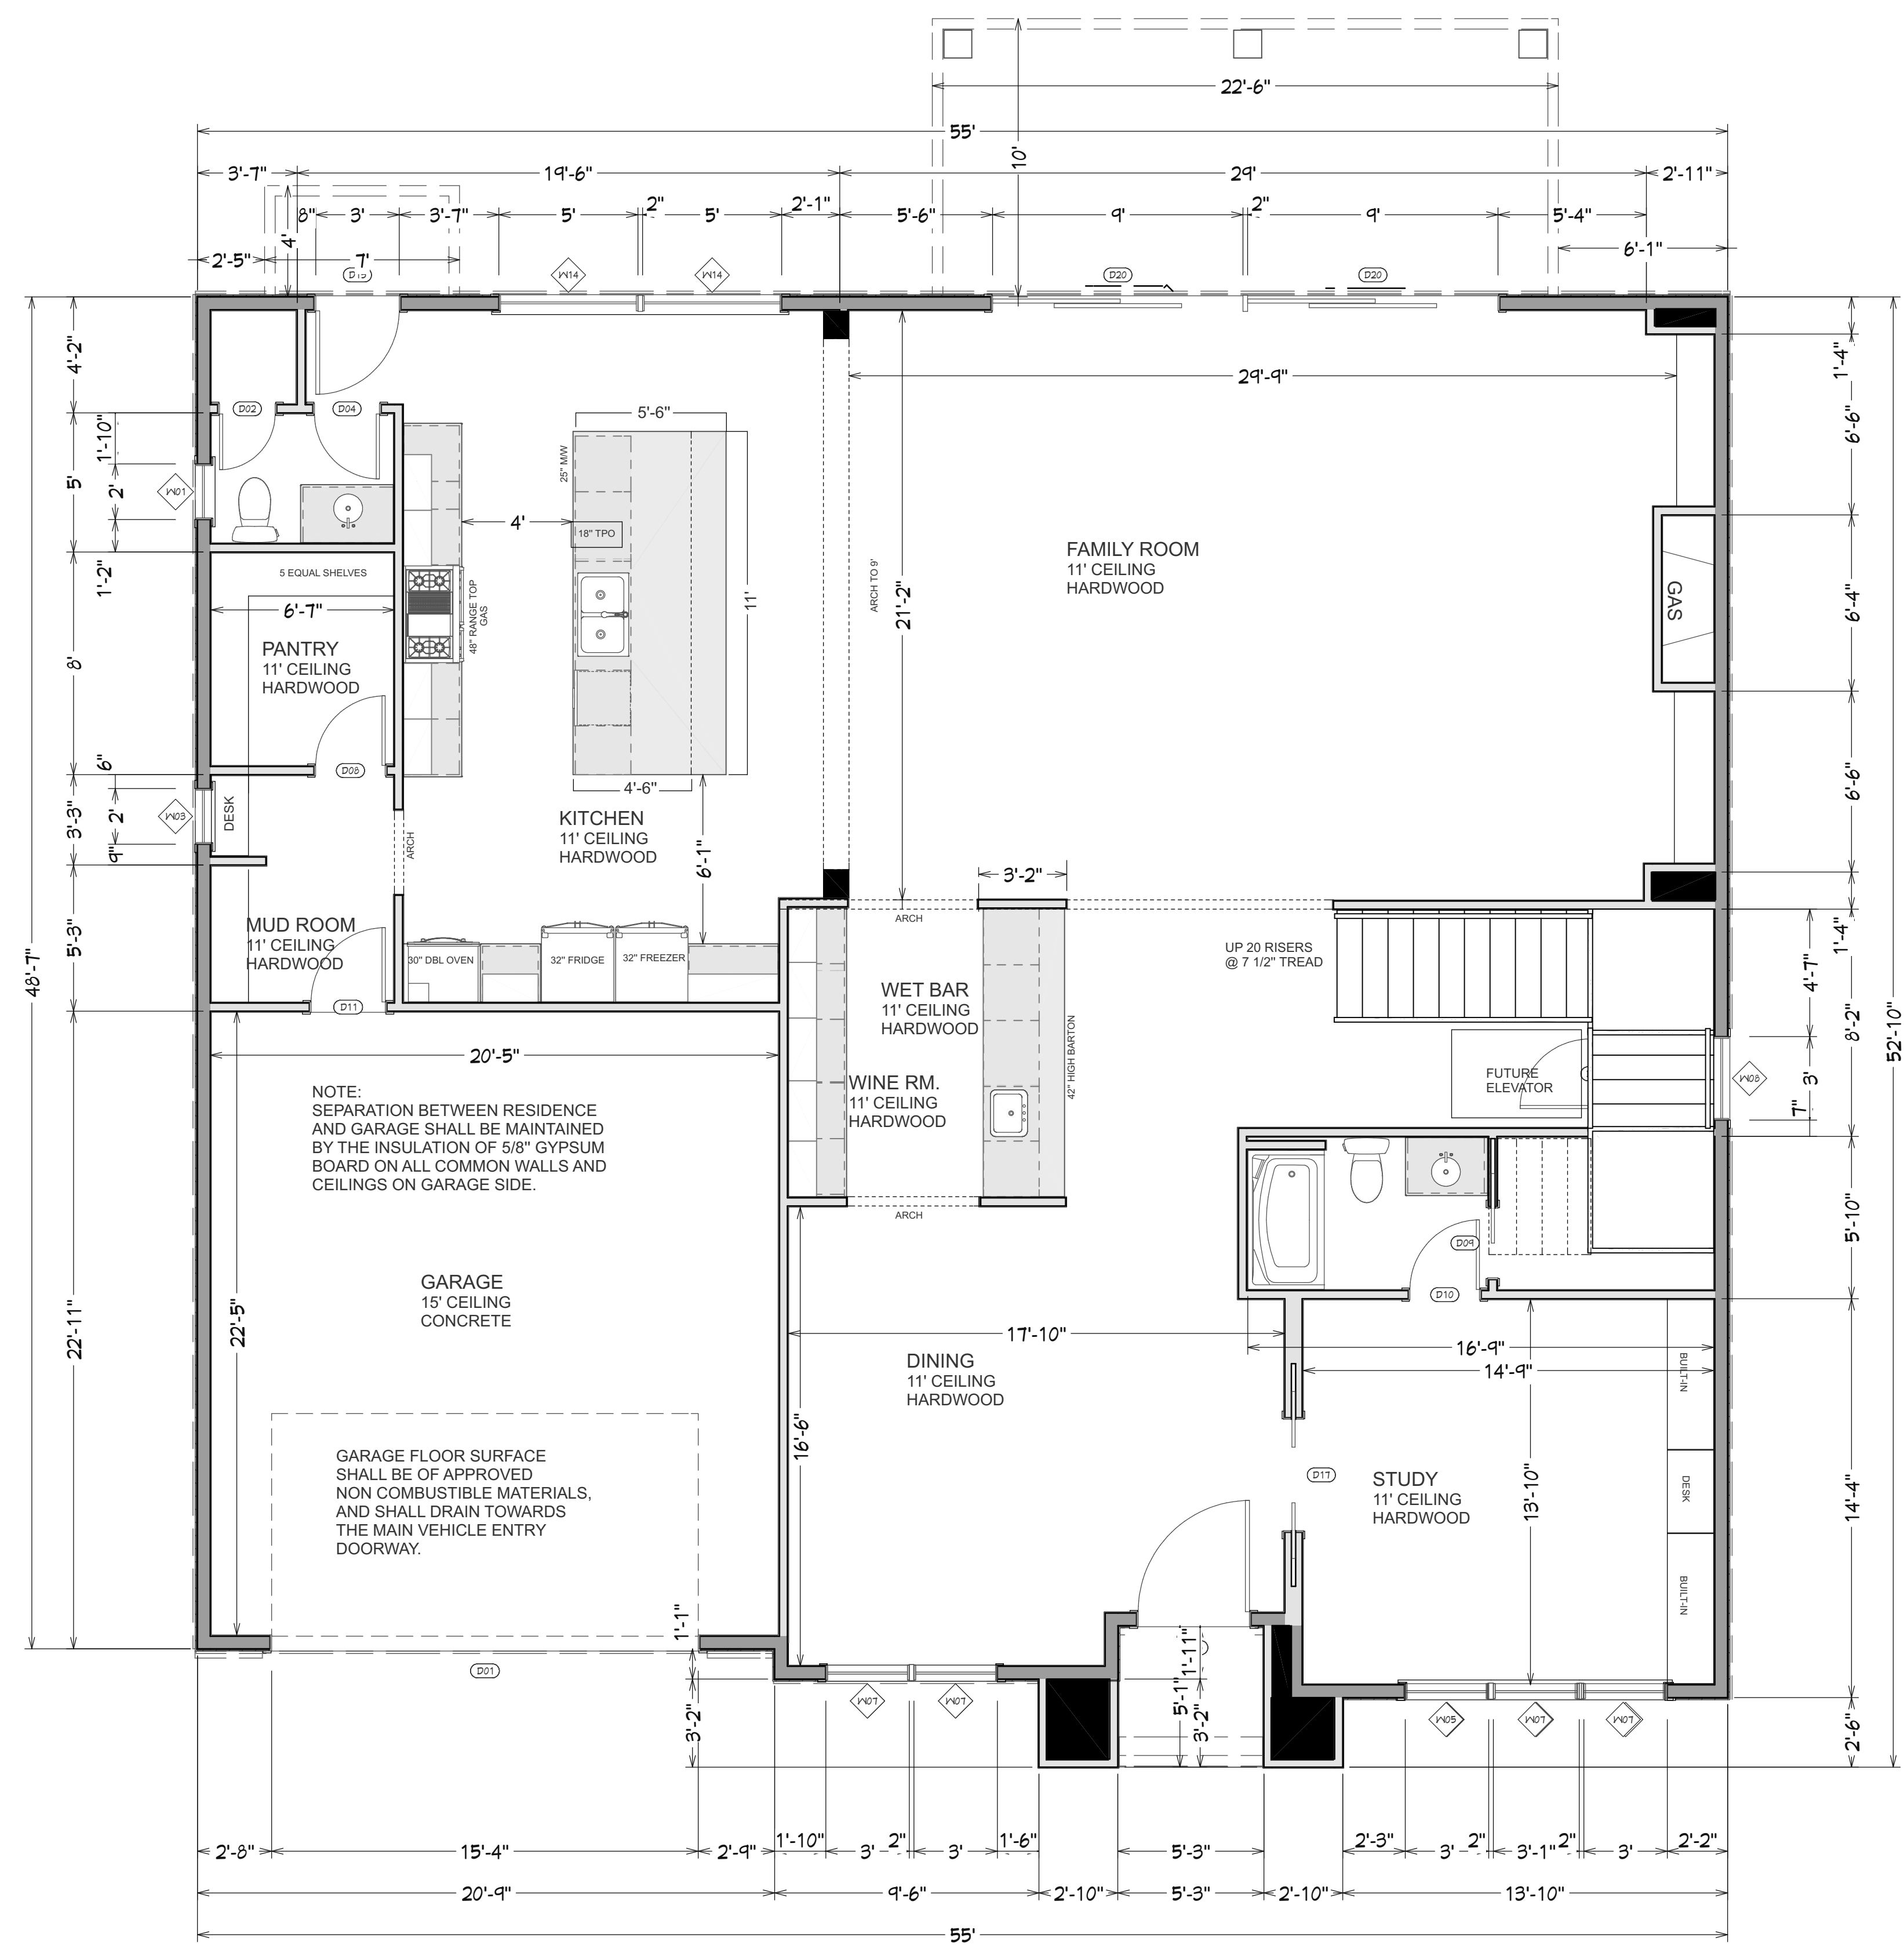 22'-6"
55'
10'
3'-7"
19'-6"
29'
2'-11"
8"
3'
3'-7"
5'
2"
5'
2'-1"
5'-6"
9'
2"
9'
5'-4"
4'
2'-5"
7'
6'-1"
W14
W14
D20
D20
4'-2"
29'-9"
1'-4"
D02
D04
5'-6"
1'-10"
6'-6"
25" M/W
5'
2'
W01
4'
18" TPO
FAMILY ROOM
11' CEILING
HARDWOOD
1'-2"
5 EQUAL SHELVES
6'-7"
48" RANGE TOP
GAS
11'
ARCH TO 9'
21'-2"
GAS
6'-4"
PANTRY
11' CEILING
HARDWOOD
8'
D08
6"
4'-6"
6'-6"
W03
2'
3'-3"
9"
DESK
ARCH
KITCHEN
11' CEILING
HARDWOOD
6'-1"
3'-2"
48'-7"
5'-3"
MUD ROOM
11' CEILING
HARDWOOD
ARCH
30" DBL OVEN
32" FRIDGE
32" FREEZER
UP 20 RISERS
@ 7 1/2" TREAD
1'-4"
4'-7"
D11
WET BAR
11' CEILING
HARDWOOD
8'-2"
52'-10"
20'-5"
42" HIGH BARTON
WINE RM.
11' CEILING
HARDWOOD
FUTURE
ELEVATOR
W08
3'
7"
NOTE:
SEPARATION BETWEEN RESIDENCE
AND GARAGE SHALL BE MAINTAINED
BY THE INSULATION OF 5/8" GYPSUM
BOARD ON ALL COMMON WALLS AND
CEILINGS ON GARAGE SIDE.
ARCH
5'-10"
D09
D10
GARAGE
15' CEILING
CONCRETE
22'-11"
22'-5"
17'-10"
16'-9"
14'-9"
BUILT-IN
DINING
11' CEILING
HARDWOOD
16'-6"
GARAGE FLOOR SURFACE
SHALL BE OF APPROVED
NON COMBUSTIBLE MATERIALS,
AND SHALL DRAIN TOWARDS
THE MAIN VEHICLE ENTRY
DOORWAY.
D17
STUDY
11' CEILING
HARDWOOD
13'-10"
DESK
14'-4"
BUILT-IN
1'-1"
1'-11"
D01
W07
W07
5'-1"
3'-2"
3'-2"
W05
W07
W07
2'-6"
2'-8"
15'-4"
2'-9"
1'-10"
3'
2"
3'
1'-6"
5'-3"
2'-3"
3'
2"
3'-1"
2"
3'
2'-2"
20'-9"
9'-6"
2'-10"
5'-3"
2'-10"
13'-10"
55'